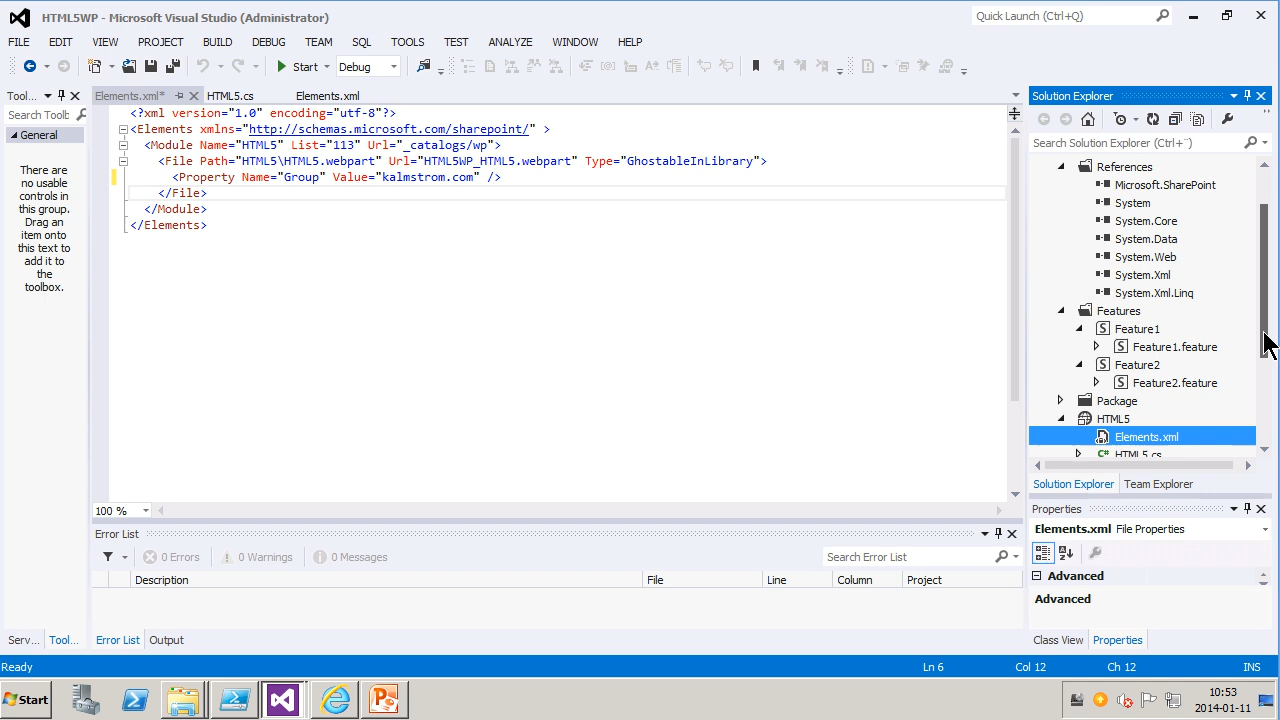 HTML5WP - Microsoft Visual Studio (Administrator)
Quick Launch (Ctrl+Q)
FILE EDIT VIEW PROJECT BUILD DEBUG TEAM SQL TOOLS TEST ANALYZE WINDOW HELP
Start Debug
Tool...
Elements.xml* HTML5.cs Elements.xml
Search Toolb
General
There are
no usable
controls in
this group.
Drag an
item onto
this text to
add it to
the
toolbox.
<?xml version="1.0" encoding="utf-8"?>
<Elements xmlns="http://schemas.microsoft.com/sharepoint/" >
<Module Name="HTML5" List="113" Url="_catalogs/wp">
<File Path="HTML5\HTML5.webpart" Url="HTML5WP_HTML5.webpart" Type="GhostableInLibrary">
<Property Name="Group" Value="kalmstrom.com" />
</File>
</Module>
</Elements>
100 %
Solution Explorer
Search Solution Explorer (Ctrl+¨)
References
Microsoft.SharePoint
System
System.Core
System.Data
System.Web
System.Xml
System.Xml.Linq
Features
Feature1
Feature1.feature
Feature2
Feature2.feature
Package
HTML5
Elements.xml
HTML5.cs
Solution Explorer Team Explorer
Properties
Elements.xml File Properties
Advanced
Advanced
Class View Properties
Error List
0 Errors 0 Warnings 0 Messages
Search Error List
Description File Line Column Project
Serv... Tool...
Error List Output
Ready Ln 6 Col 12 Ch 12 INS
Start
10:53
2014-01-11